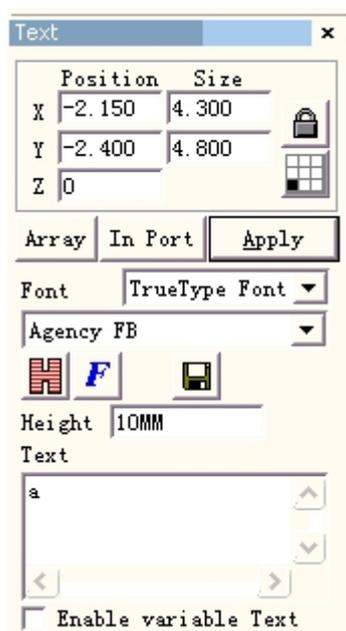 Text
Position Size
X -2.150 4.300
Y -2.400 4.800
Z 0
Array In Port Apply
Font TrueType Font
Agency FB
H F
Height 10MM
Text
a
Enable variable Text